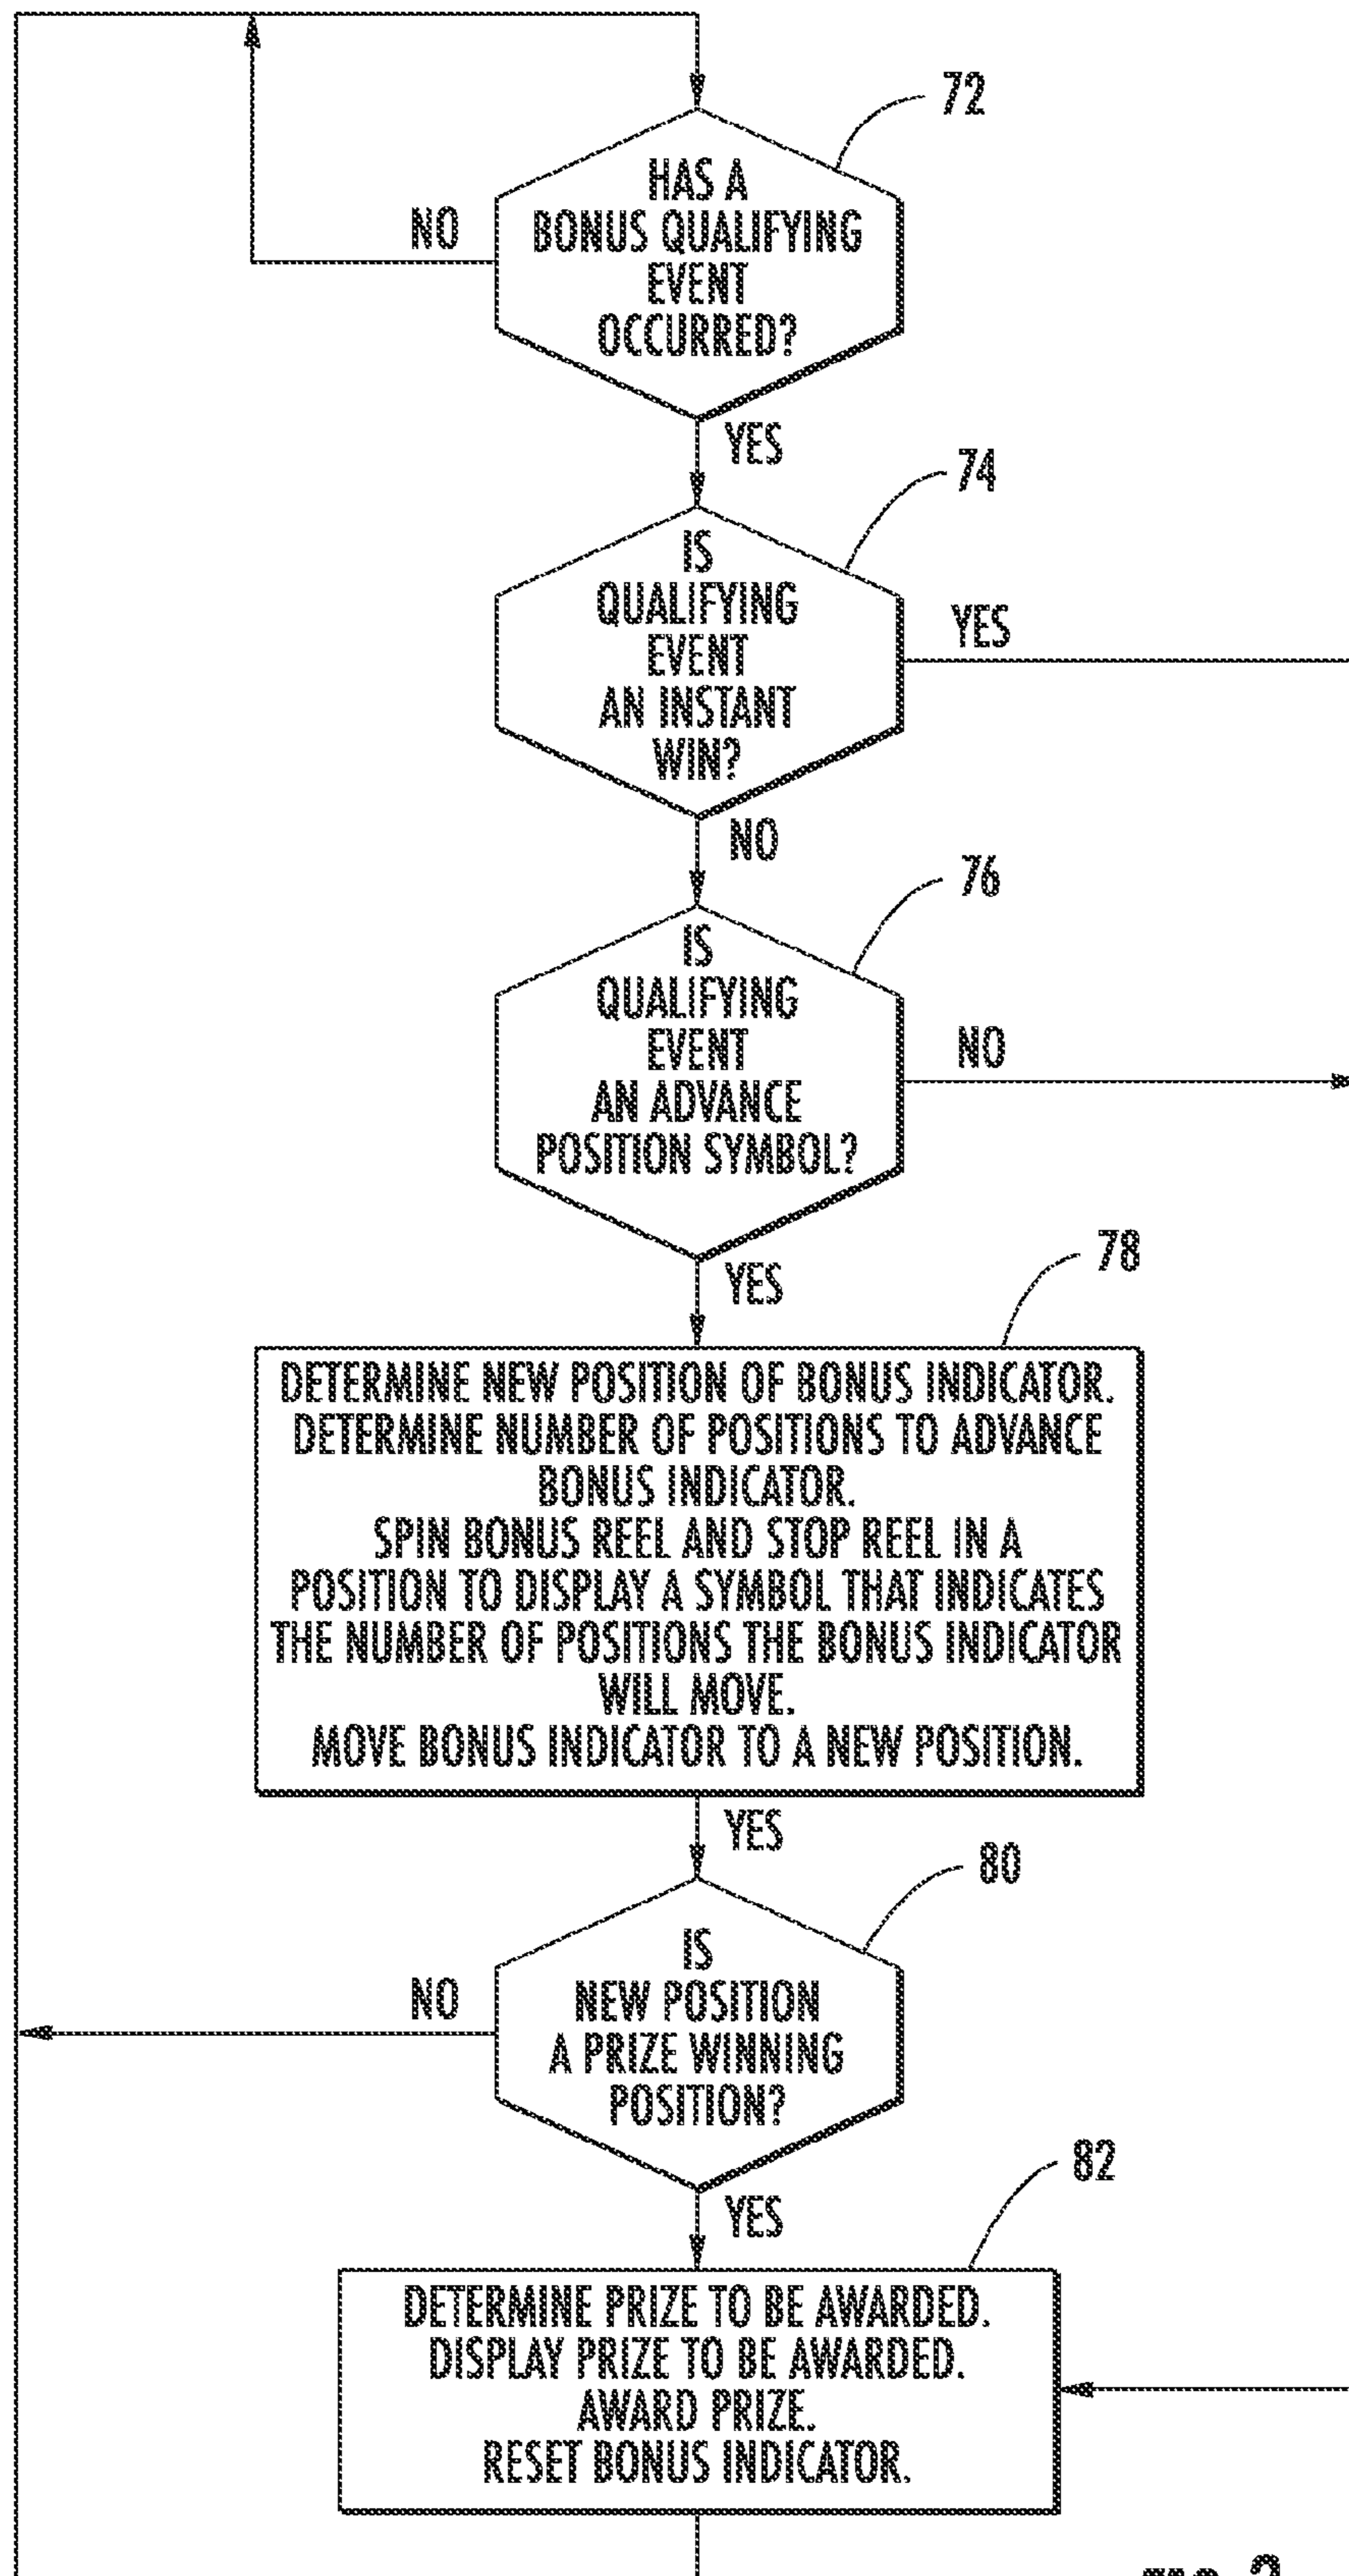 72
HAS A
BONUS QUALIFYING
EVENT
OCCURRED?
NO
YES
74
IS
QUALIFYING
EVENT
AN INSTANT
WIN?
YES
NO
76
IS
QUALIFYING
EVENT
AN ADVANCE
POSITION SYMBOL?
NO
YES
78
DETERMINE NEW POSITION OF BONUS INDICATOR.
DETERMINE NUMBER OF POSITIONS TO ADVANCE
BONUS INDICATOR.
SPIN BONUS REEL AND STOP REEL IN A
POSITION TO DISPLAY A SYMBOL THAT INDICATES
THE NUMBER OF POSITIONS THE BONUS INDICATOR
WILL MOVE.
MOVE BONUS INDICATOR TO A NEW POSITION.
YES
80
IS
NEW POSITION
A PRIZE WINNING
POSITION?
NO
YES
82
DETERMINE PRIZE TO BE AWARDED.
DISPLAY PRIZE TO BE AWARDED.
AWARD PRIZE.
RESET BONUS INDICATOR.